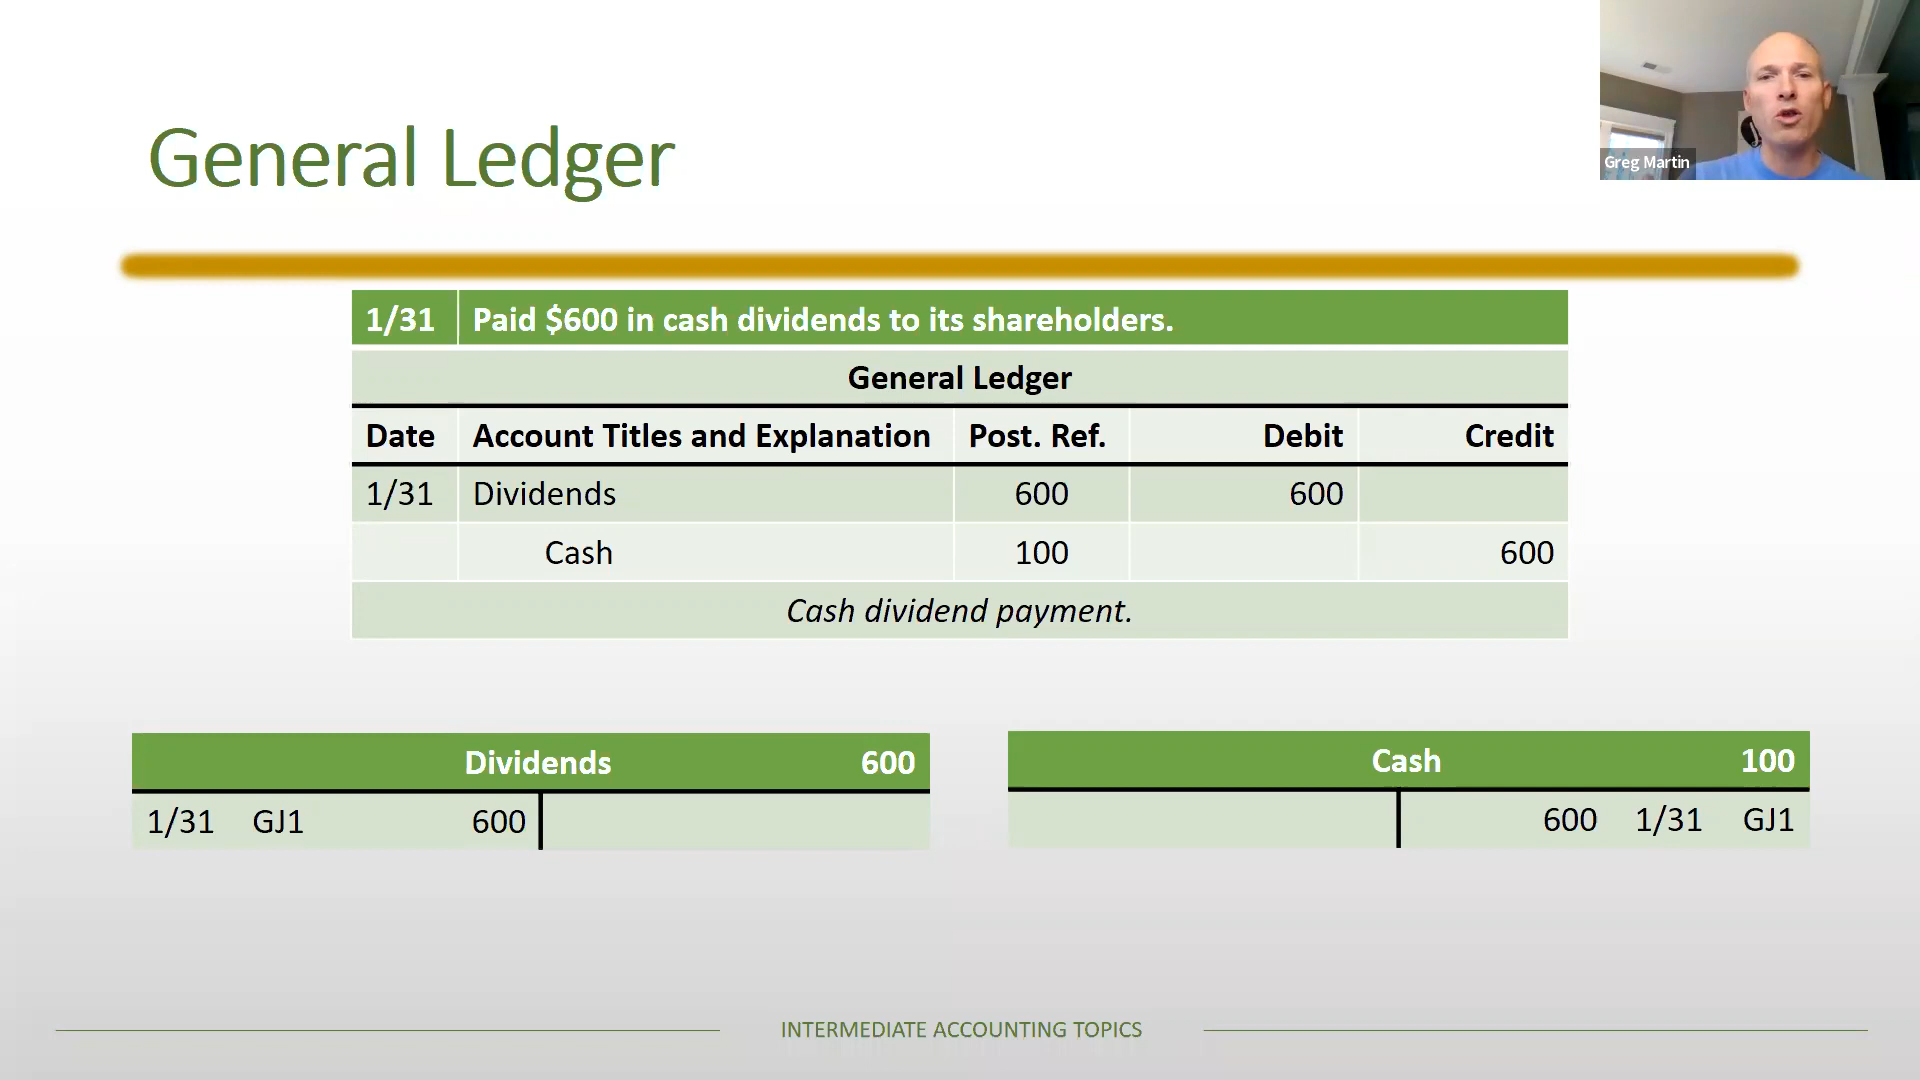 Greg Martin
General Ledger
1/31 Paid $600 in cash dividends to its shareholders.
General Ledger
Date Account Titles and Explanation Post. Ref. Debit Credit
1/31 Dividends 600 600
Cash 100 600
Cash dividend payment.
Dividends 600
1/31 GJ1 600
Cash 100
600 1/31 GJ1
INTERMEDIATE ACCOUNTING TOPICS